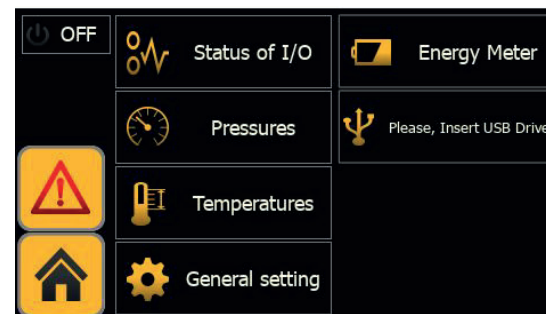 OFF
Status of I/O
Energy Meter
Pressures
Please, Insert USB Drive
Temperatures
General setting